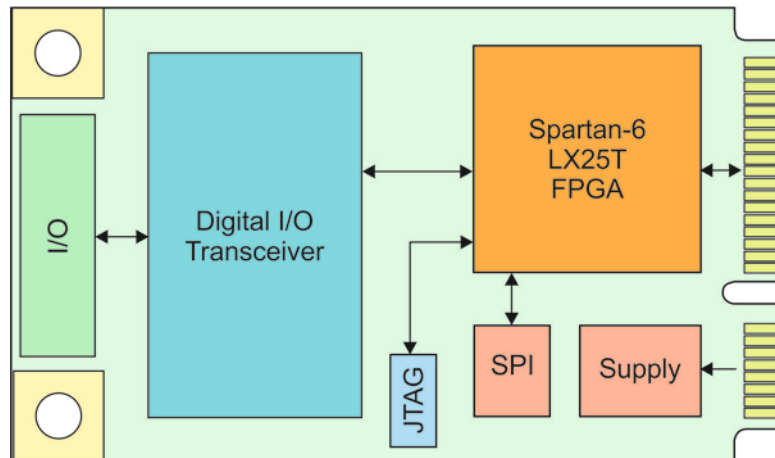 I/O
Digital I/O
Transceiver
Spartan-6
LX25T
FPGA
JTAG
SPI
Supply